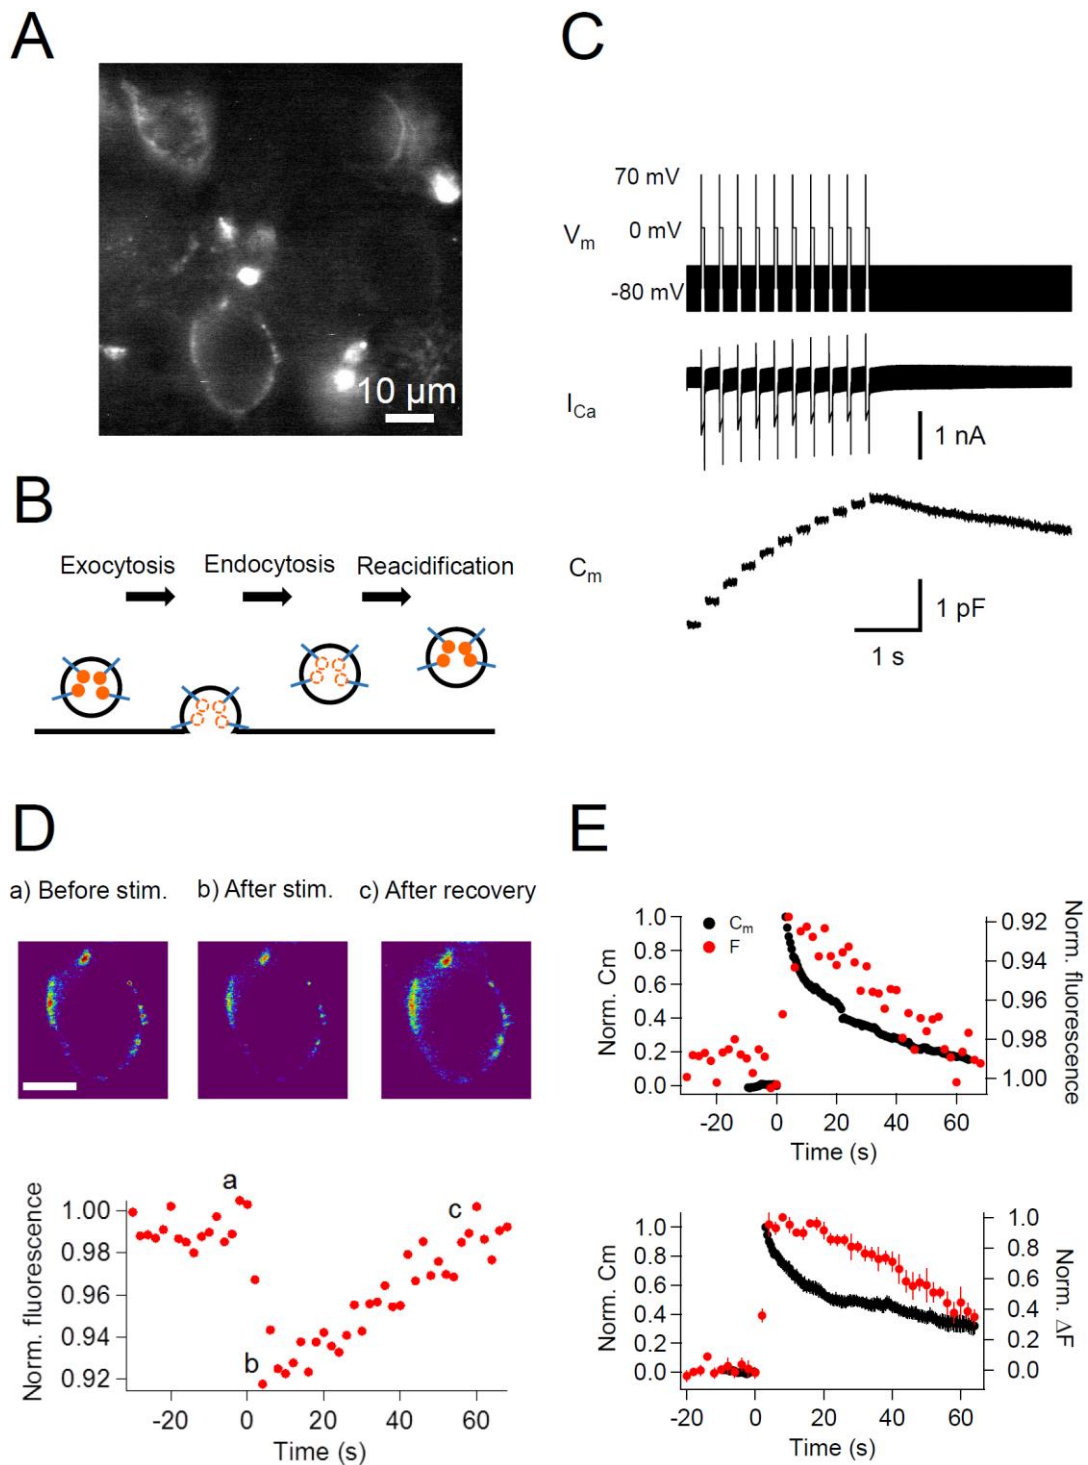 A
10 µm
B
Exocytosis Endocytosis Reacidification
C
70 mV
0 mV
Vm
-80 mV
ICa
1 nA
Cm
1 pF
1 s
D
a) Before stim. b) After stim. c) After recovery
Norm. fluorescence
1.00
0.98
0.96
0.94
0.92
a
b
c
-20 0 20 40 60
Time (s)
E
Norm. Cm
1.0
0.8
0.6
0.4
0.2
0.0
Cm
F
0.92
0.94
0.96
0.98
1.00
Norm. fluorescence
-20 0 20 40 60
Time (s)
Norm. Cm
1.0
0.8
0.6
0.4
0.2
0.0
1.0
0.8
0.6
0.4
0.2
0.0
Norm. ΔF
-20 0 20 40 60
Time (s)